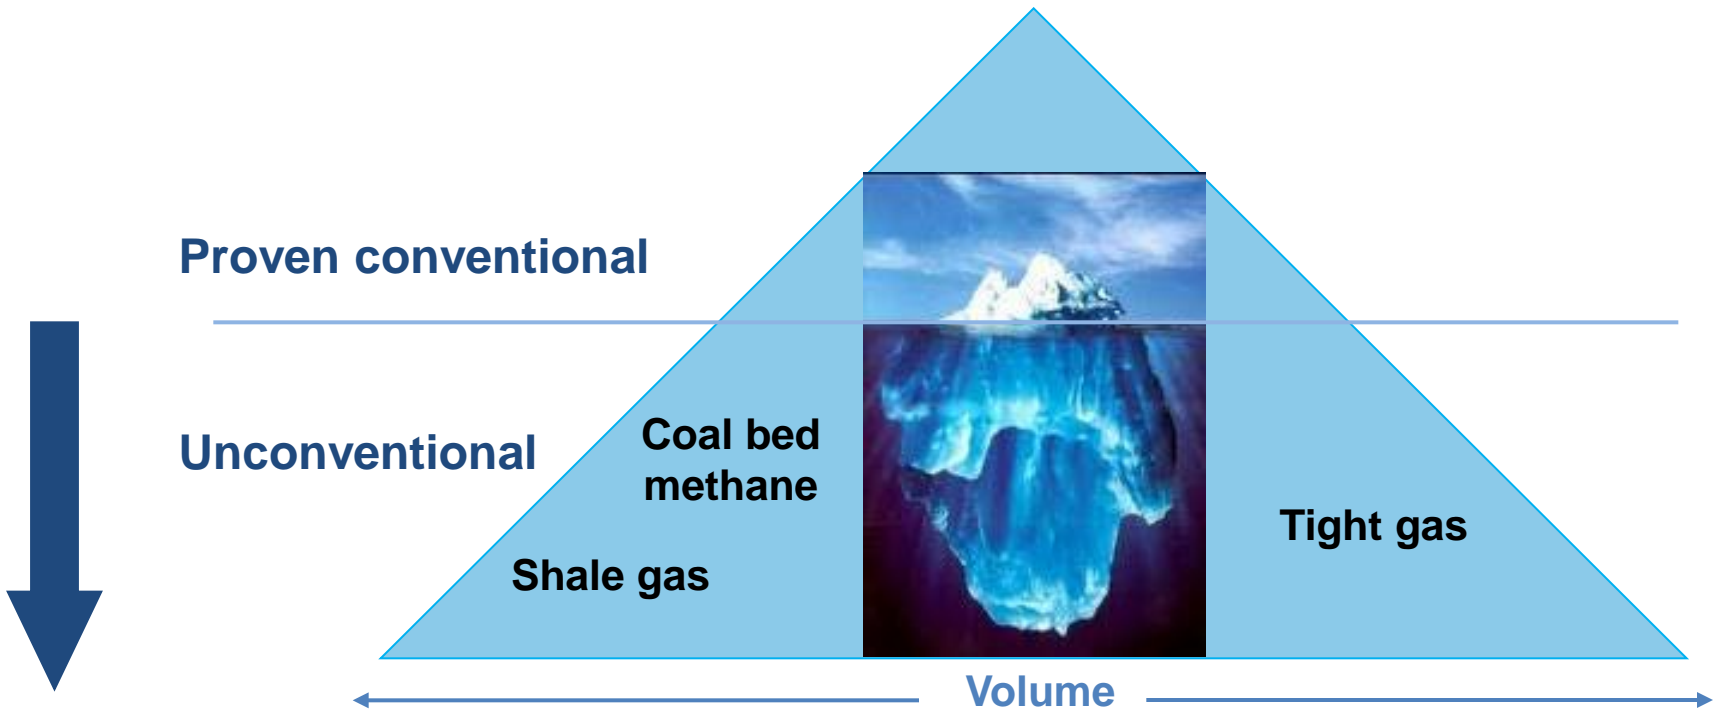 Proven conventional
Unconventional
Coal bed
methane
Tight gas
Shale gas
Volume